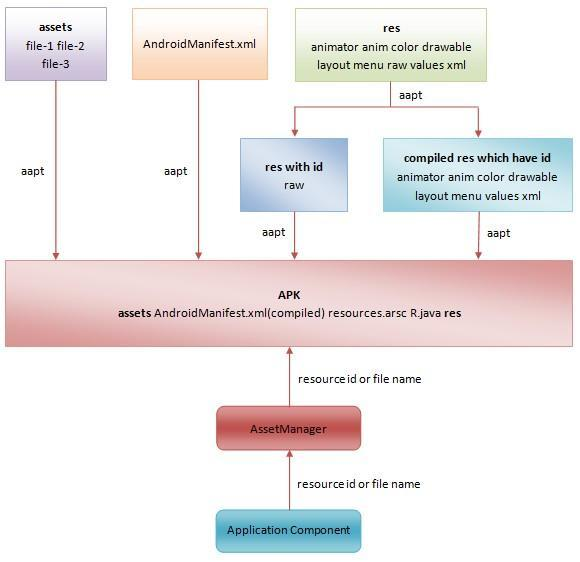 assets
file-1 file-2
file-3
AndroidManifest.xml
res
animator anim color drawable
layout menu raw values xml
aapt
res with id
raw
compiled res which have id
animator anim color drawable
layout menu values xml
aapt
aapt
aapt
aapt
APK
assets AndroidManifest.xml(compiled) resources.arsc R.java res
resource id or file name
AssetManager
resource id or file name
Application Component